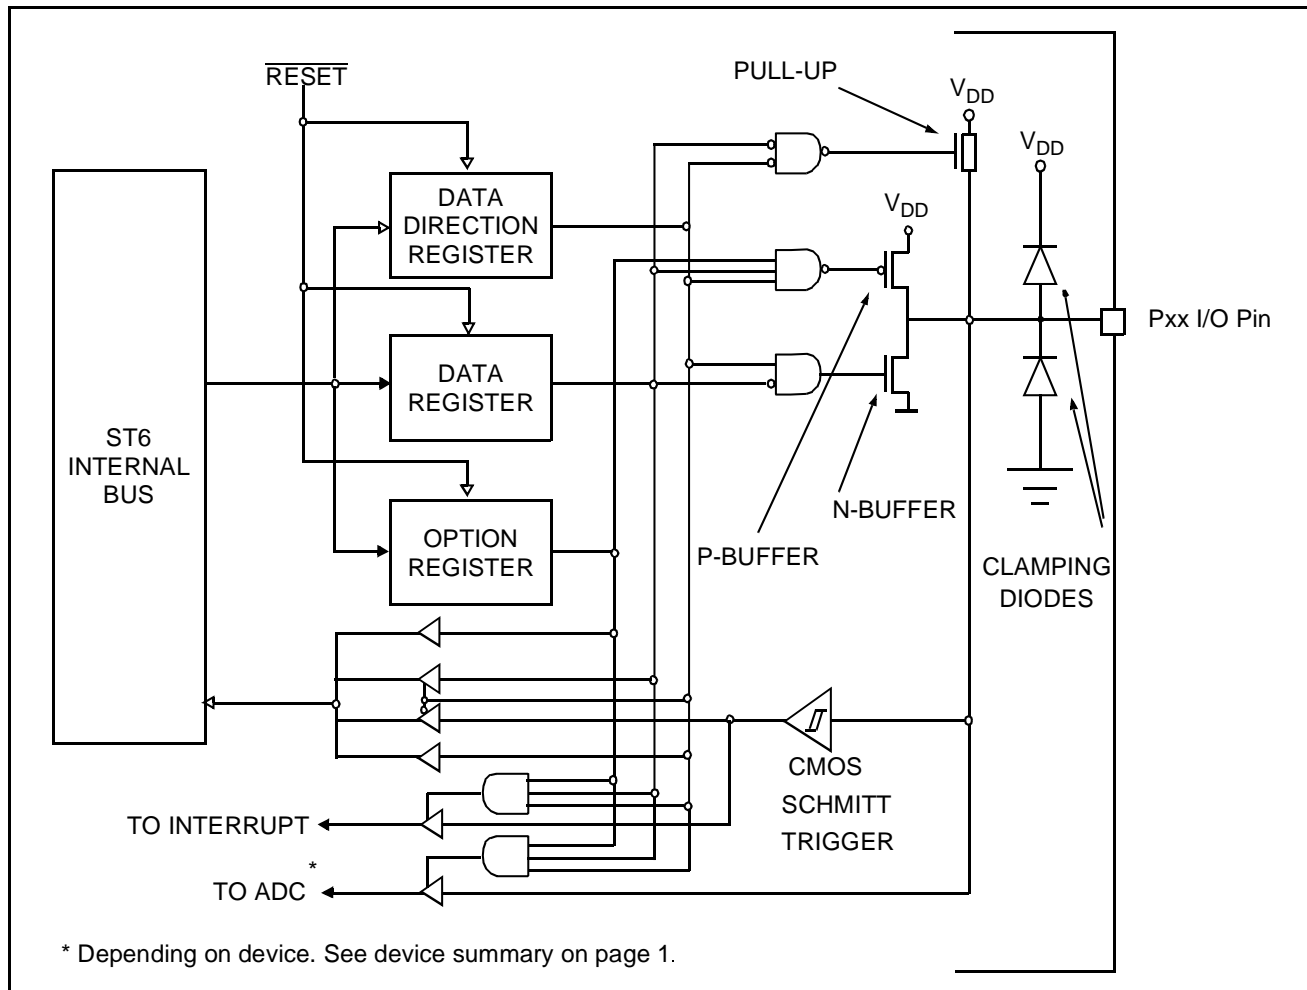 RESET
PULL-UP
VDD
VDD
DATA
DIRECTION
REGISTER
VDD
Pxx I/O Pin
DATA
REGISTER
ST6
INTERNAL
BUS
N-BUFFER
OPTION
REGISTER
P-BUFFER
CLAMPING
DIODES
CMOS
SCHMITT
TRIGGER
TO INTERRUPT
TO ADC *
* Depending on device. See device summary on page 1.